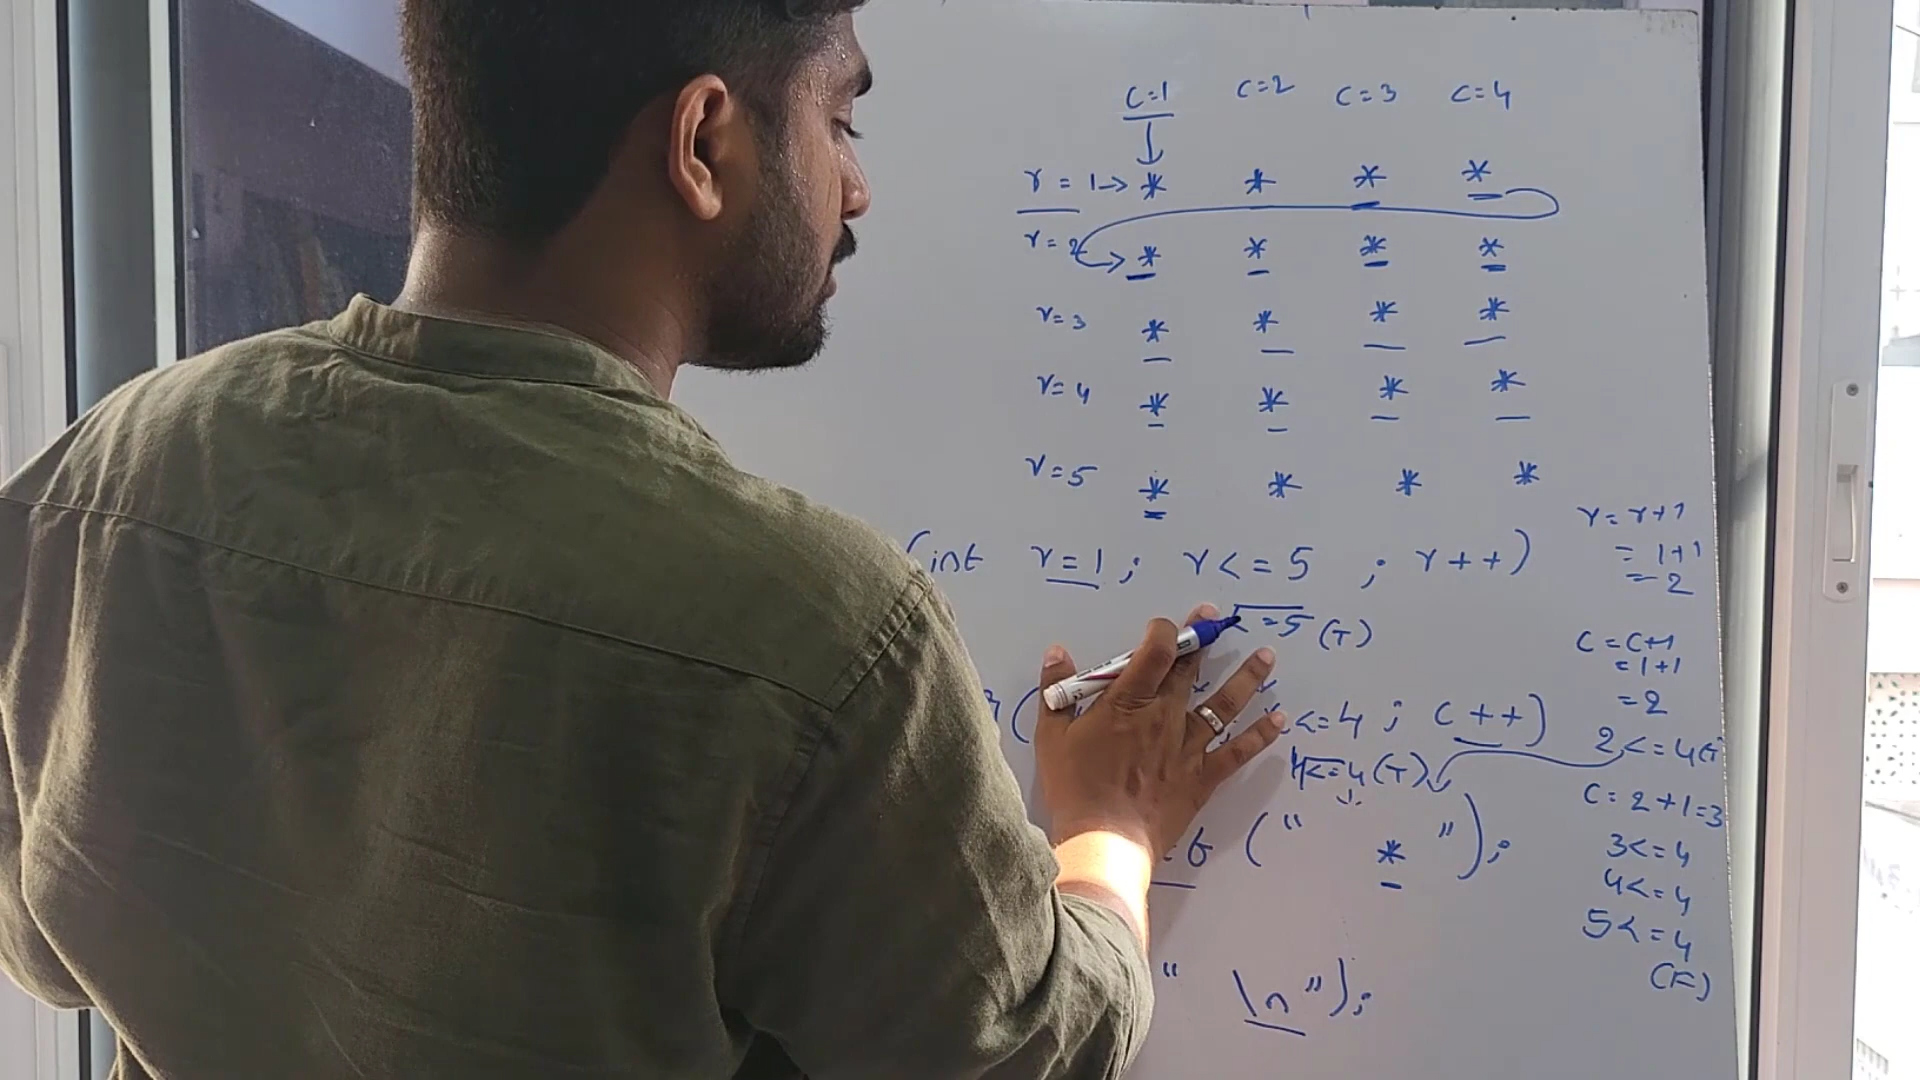 c=1 c=2 c=3 c=4
r = 1→ * * * *
r=2 → * * * *
r=3 * * * *
r=4 * * * *
r=5 * * * *
(int r=1; r<=5 ; r++)
<=5 (T)
( <=4 ; c++)
<=4 (T)
(" * ");
" \n");
r=r+1
= 1+1
= 2
c=c+1
=1+1
=2
2<=4(T
c=2+1=3
3<=4
4<=4
5<=4
(F)